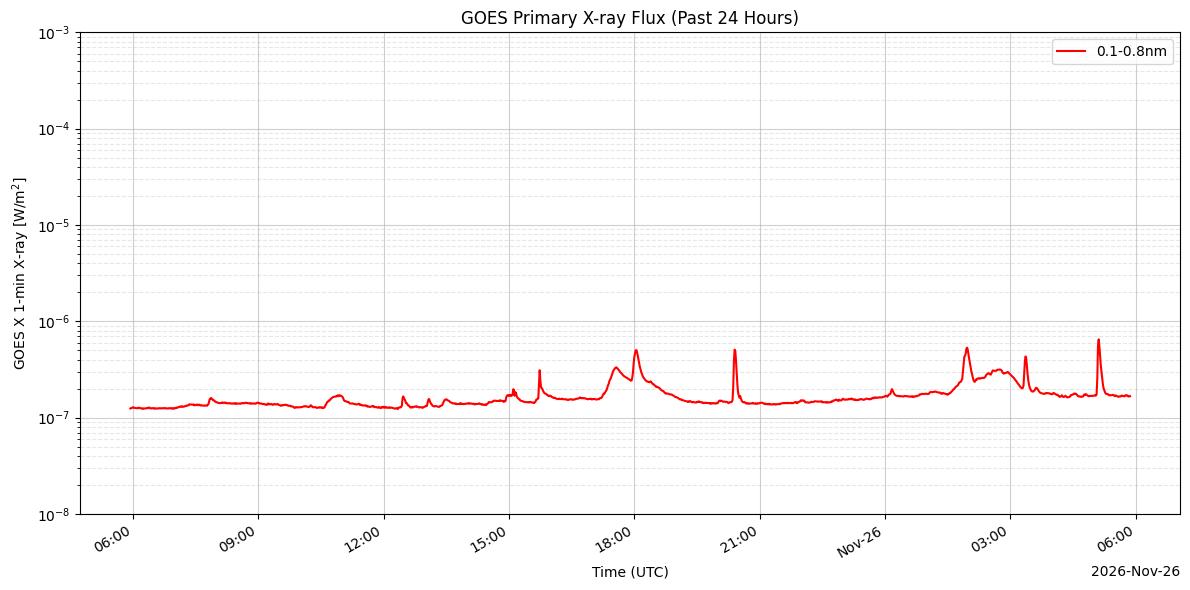 GOES Primary X-ray Flux (Past 24 Hours)
0.1-0.8nm
GOES X 1-min X-ray [W/m²]
10⁻³
10⁻⁴
10⁻⁵
10⁻⁶
10⁻⁷
10⁻⁸
06:00
09:00
12:00
15:00
18:00
21:00
Nov-26
03:00
06:00
Time (UTC)
2026-Nov-26